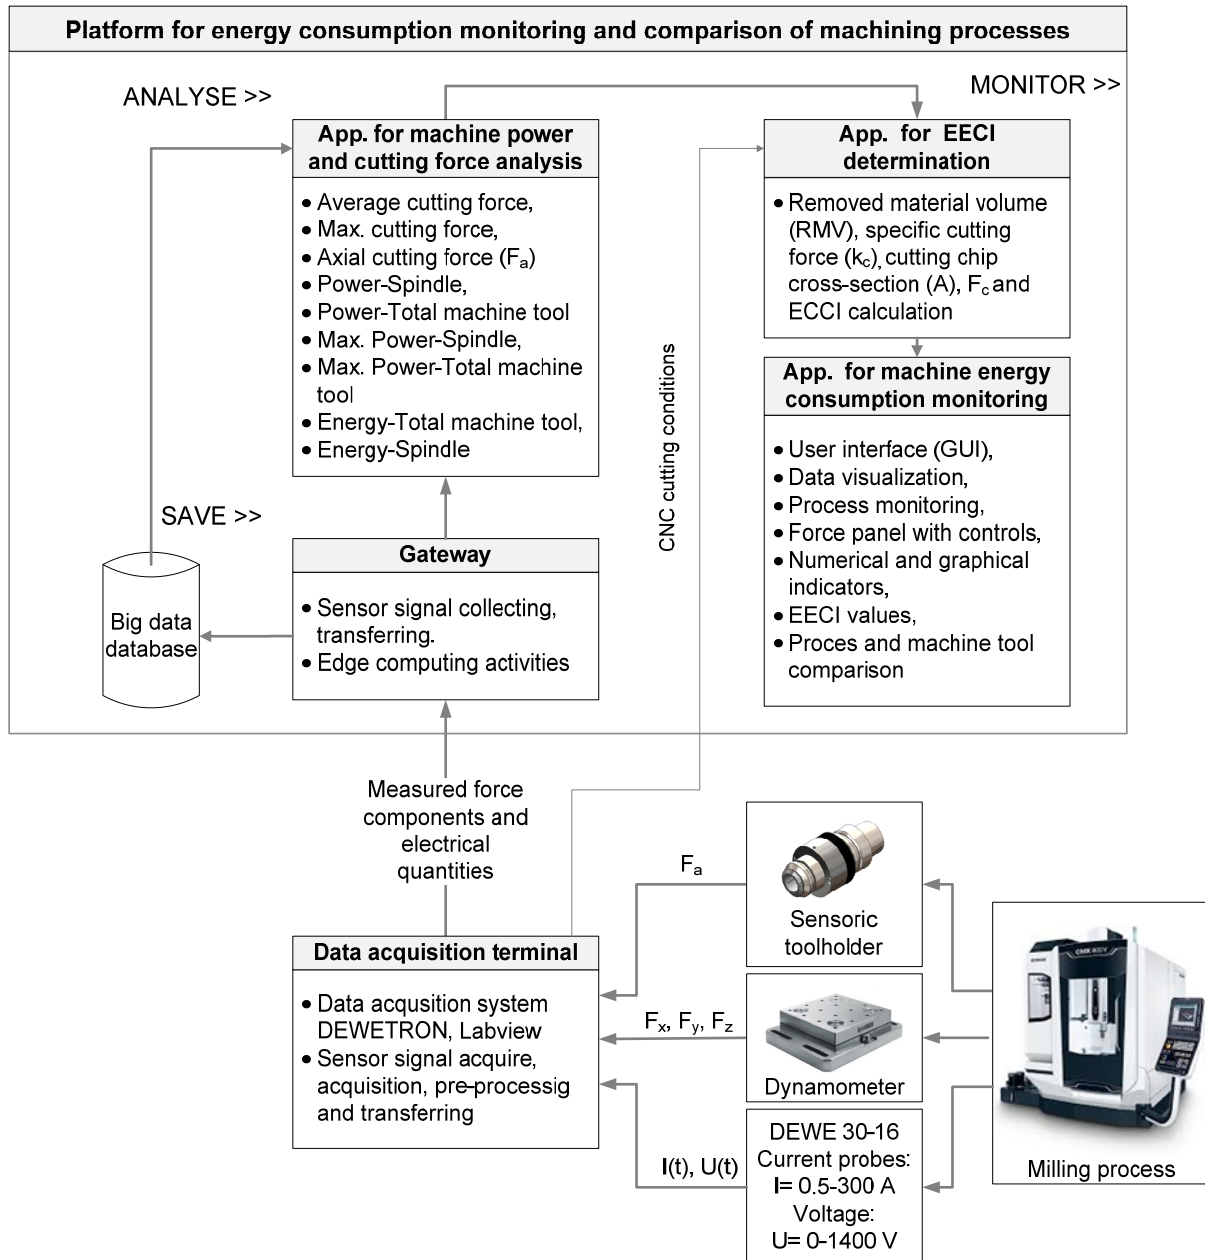 Platform for energy consumption monitoring and comparison of machining processes
ANALYSE >>
MONITOR >>
App. for machine power
and cutting force analysis
• Average cutting force,
• Max. cutting force,
• Axial cutting force (Fa)
• Power-Spindle,
• Power-Total machine tool
• Max. Power-Spindle,
• Max. Power-Total machine
tool
• Energy-Total machine tool,
• Energy-Spindle
App. for EECI
determination
• Removed material volume
(RMV), specific cutting
force (kc), cutting chip
cross-section (A), Fc and
ECCI calculation
App. for machine energy
consumption monitoring
• User interface (GUI),
• Data visualization,
• Process monitoring,
• Force panel with controls,
• Numerical and graphical
indicators,
• EECI values,
• Proces and machine tool
comparison
CNC cutting conditions
SAVE >>
Big data
database
Gateway
• Sensor signal collecting,
transferring.
• Edge computing activities
Measured force
components and
electrical
quantities
Data acquisition terminal
• Data acqusition system
DEWETRON, Labview
• Sensor signal acquire,
acquisition, pre-processig
and transferring
Fa
Fx, Fy, Fz
I(t), U(t)
Sensoric
toolholder
Dynamometer
DEWE 30-16
Current probes:
I= 0.5-300 A
Voltage:
U= 0-1400 V
CMX 600 V
Milling process